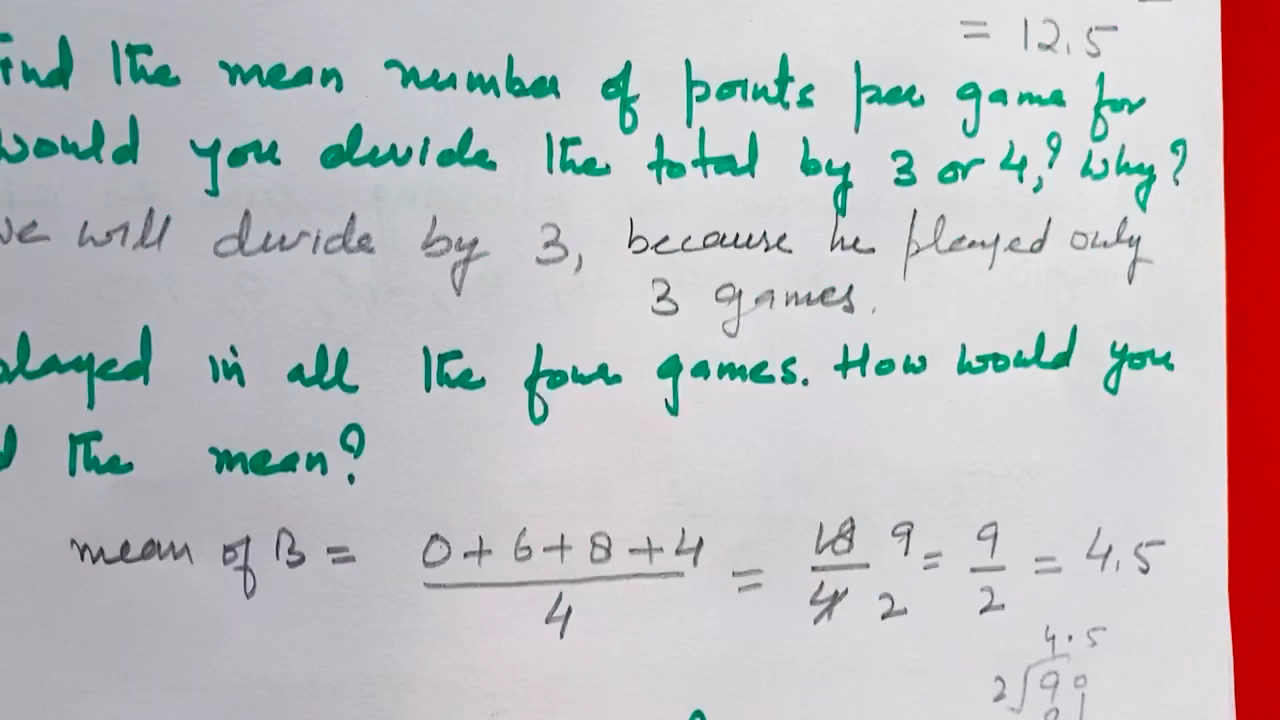 = 12.5
find the mean number of points per game for
would you divide the total by 3 or 4? Why?
we will divide by 3, because he played only
3 games.
played in all the four games. How would you
the mean?
mean of B = 0+6+8+4 / 4 = 18/4 9/2 = 9/2 = 4.5
4.5
2√90